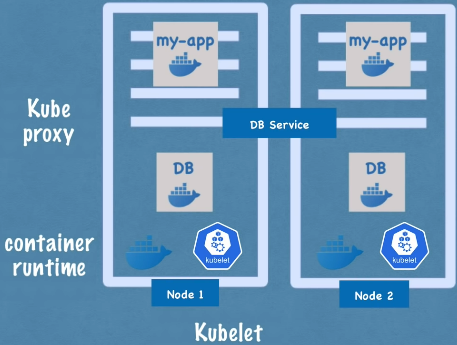 my-app
my-app
Kube
proxy
DB Service
DB
DB
container
runtime
kubelet
kubelet
Node 1
Node 2
Kubelet